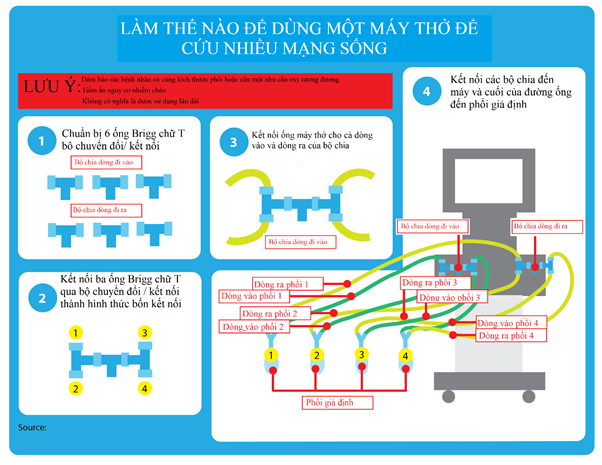 LÀM THẾ NÀO ĐỂ DÙNG MỘT MÁY THỞ ĐỂ
CỨU NHIỀU MẠNG SỐNG
LƯU Ý:
Đảm bảo các bệnh nhân có cùng kích thước phổi hoặc cần một nhu cầu oxy tương đương
Tiềm ẩn nguy cơ nhiễm chéo
Không có nghĩa là được sử dụng lâu dài
1
Chuẩn bị 6 ống Brigg chữ T
bộ chuyển đổi/ kết nối
Bộ chia dòng đi vào
Bộ chia dòng đi ra
2
Kết nối ba ống Brigg chữ T
qua bộ chuyển đổi / kết nối
thành hình thức bốn kết nối
1
3
2
4
3
Kết nối ống máy thở cho cả dòng
vào và dòng ra của bộ chia
Bộ chia dòng đi vào
4
Kết nối các bộ chia đến
máy và cuối của đường ống
đến phổi giả định
Bộ chia dòng đi vào
Bộ chia dòng đi ra
Dòng ra phổi 1
Dòng vào phổi 1
Dòng ra phổi 2
Dòng vào phổi 2
Dòng ra phổi 3
Dòng vào phổi 3
Dòng vào phổi 4
Dòng ra phổi 4
1
2
3
4
Phổi giả định
Source: